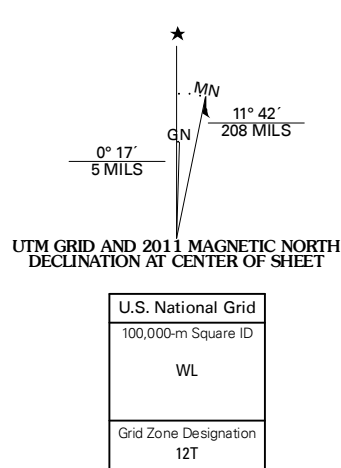 MN
11° 42´
208 MILS
GN
0° 17´
5 MILS
UTM GRID AND 2011 MAGNETIC NORTH
DECLINATION AT CENTER OF SHEET
U.S. National Grid
100,000-m Square ID
WL
Grid Zone Designation
12T